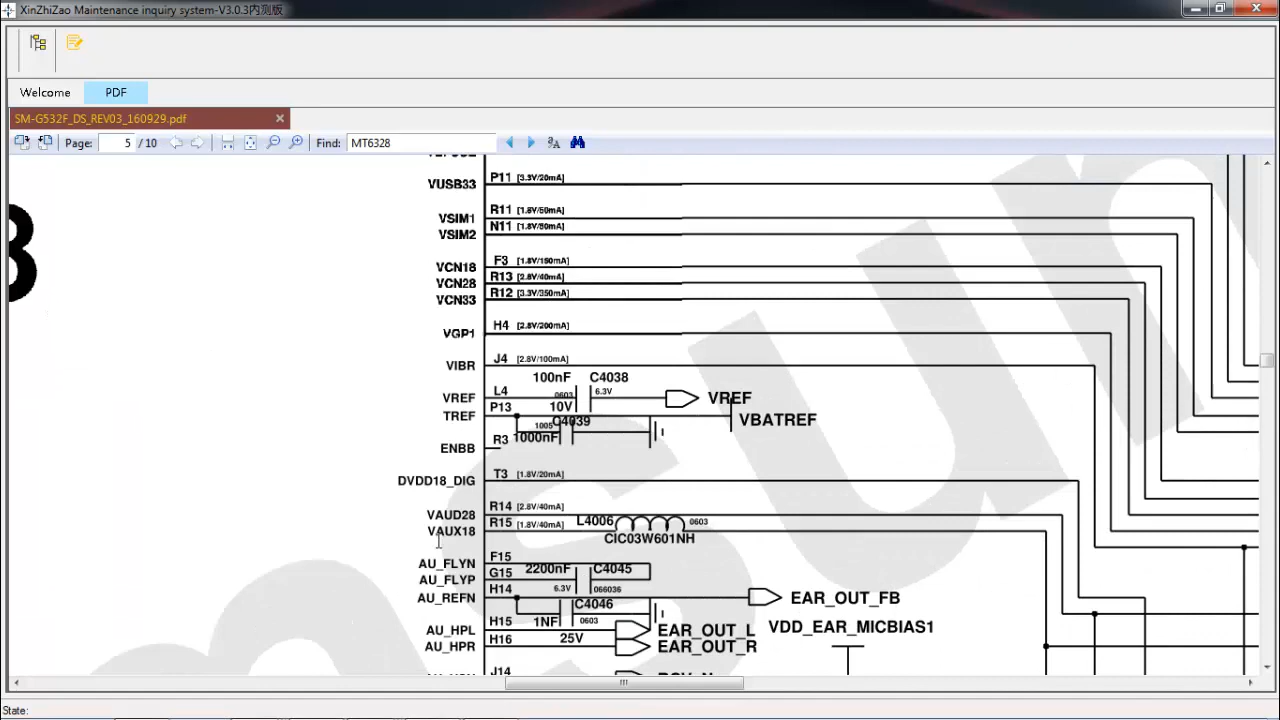 XinZhiZao Maintenance inquiry system-V3.0.3内测版
Welcome PDF
SM-G532F_DS_REV03_160929.pdf
Page: 5 / 10 Find: MT6328
VUSB33 P11 [3.3V/20mA]
VSIM1 R11 [1.8V/50mA]
VSIM2 N11 [1.8V/50mA]
VCN18 F3 [1.8V/150mA]
VCN28 R13 [2.8V/40mA]
VCN33 R12 [3.3V/350mA]
VGP1 H4 [2.8V/200mA]
VIBR J4 [2.8V/100mA]
100nF C4038
VREF L4 0603 6.3V VREF
TREF P13 10V
1005 C4039 VBATREF
ENBB R3 1000nF
DVDD18_DIG T3 [1.8V/20mA]
VAUD28 R14 [2.8V/40mA]
VAUX18 R15 [1.8V/40mA] L4006 0603
CIC03W601NH
AU_FLYN F15
AU_FLYP G15 2200nF C4045
AU_REFN H14 6.3V 066036 EAR_OUT_FB
C4046
1NF 0603
AU_HPL H15 EAR_OUT_L VDD_EAR_MICBIAS1
AU_HPR H16 25V EAR_OUT_R
J14
State:
sun